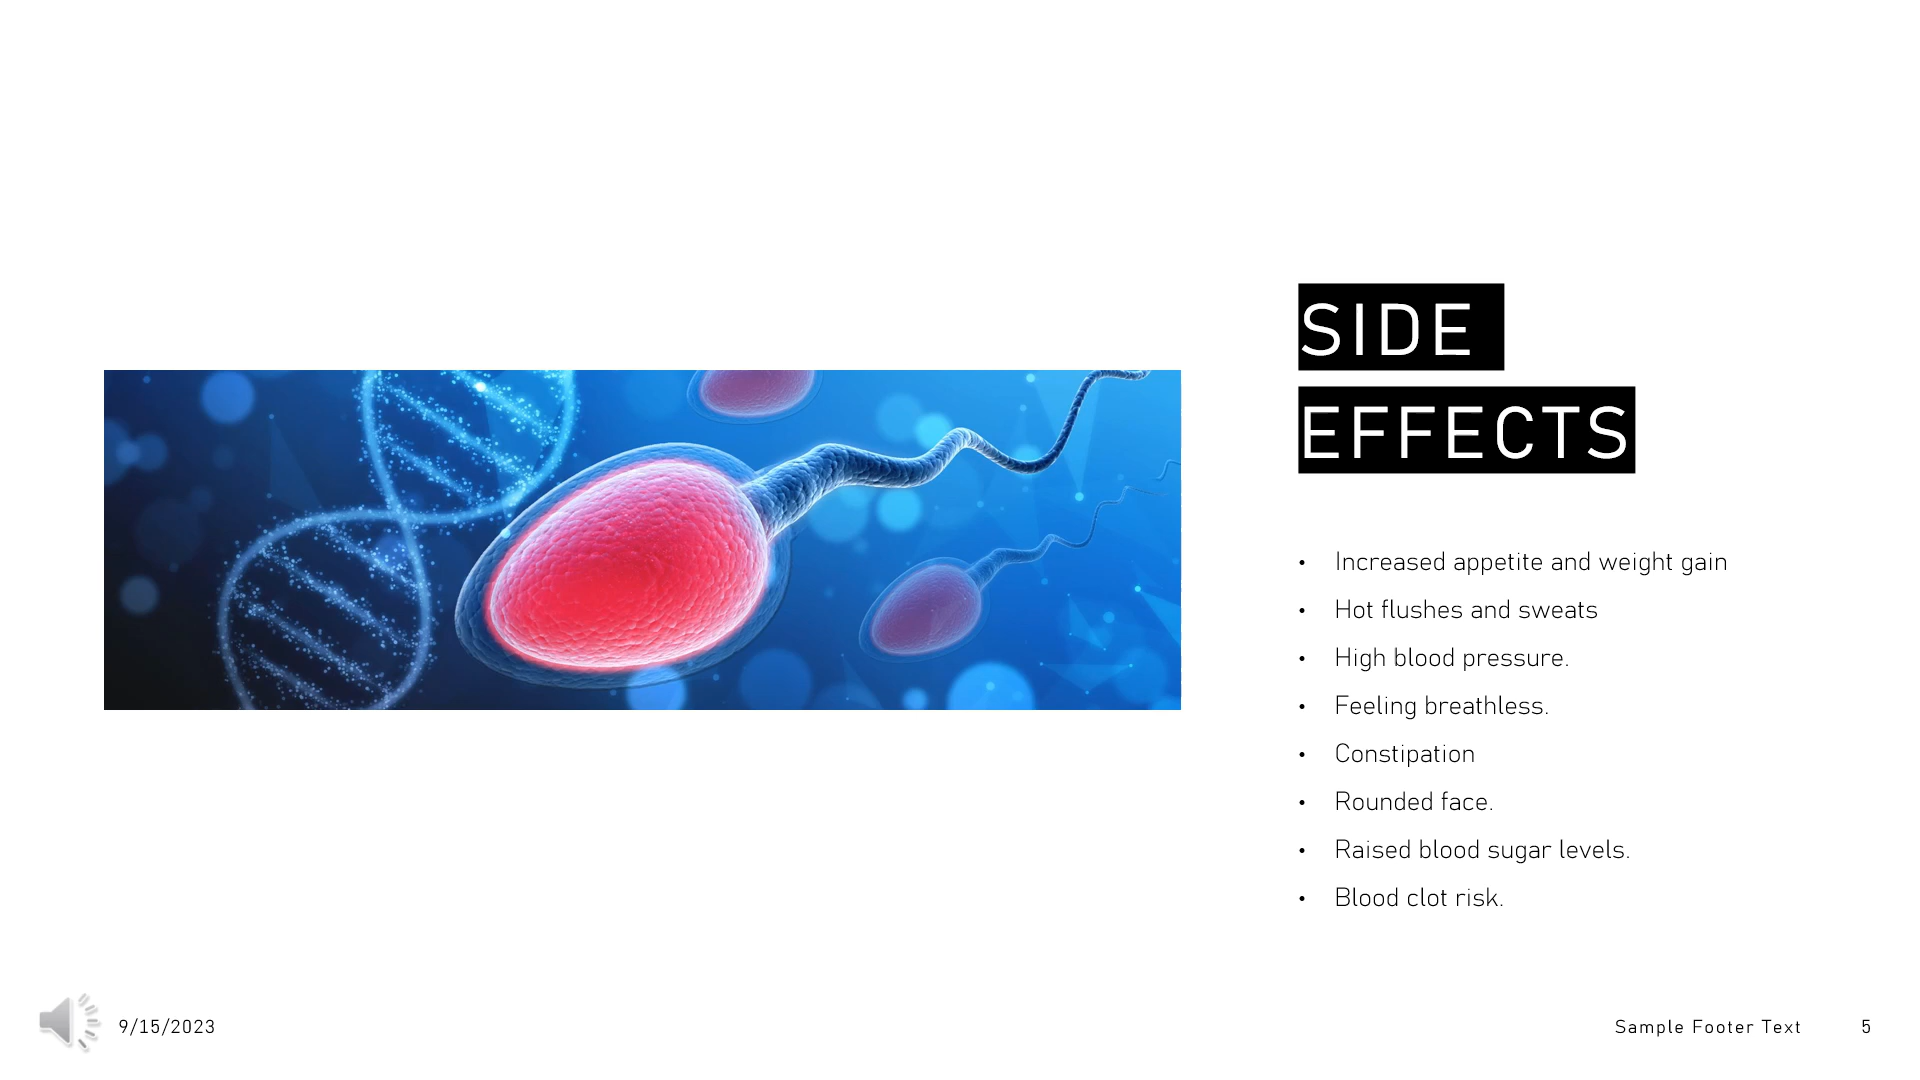 SIDE
EFFECTS
• Increased appetite and weight gain
• Hot flushes and sweats
• High blood pressure.
• Feeling breathless.
• Constipation
• Rounded face.
• Raised blood sugar levels.
• Blood clot risk.
9/15/2023
Sample Footer Text
5